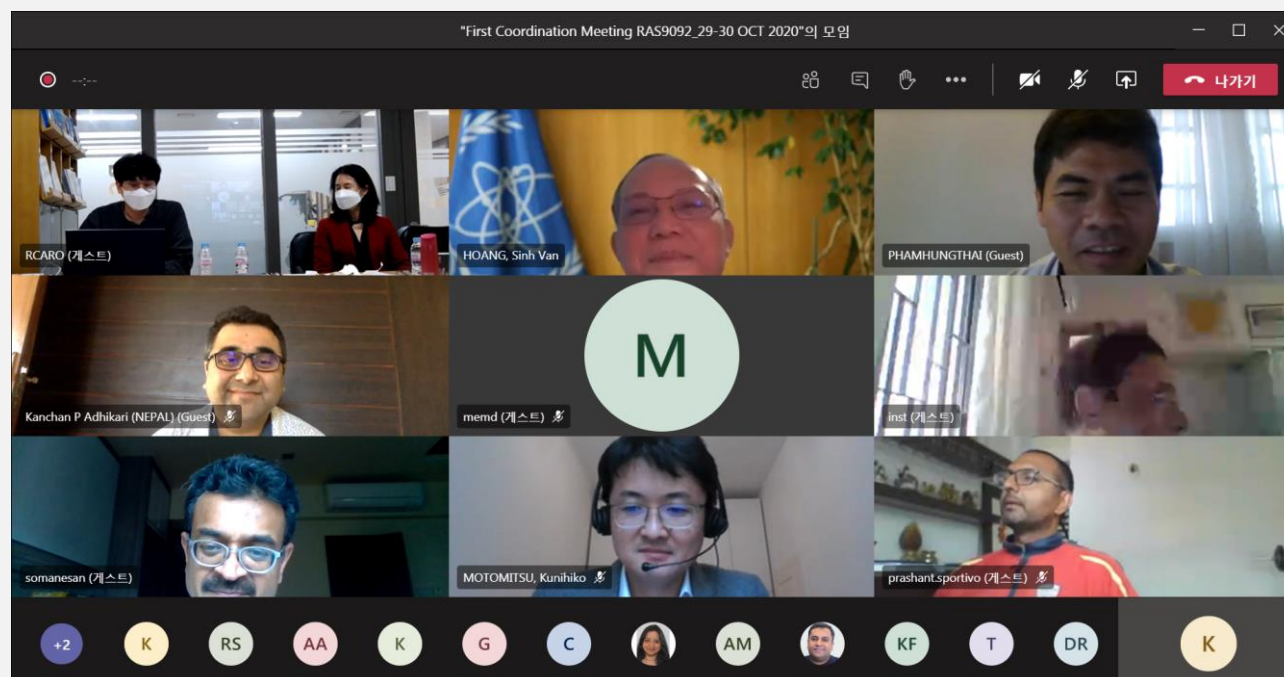 "First Coordination Meeting RAS9092_29-30 OCT 2020"의 모임
--:--
나가기
RCARO (게스트)
HOANG, Sinh Van
PHAMHUNGTHAI (Guest)
Kanchan P Adhikari (NEPAL) (Guest)
M
memd (게스트)
inst (게스트)
somanesan (게스트)
MOTOMITSU, Kunihiko
prashant.sportivo (게스트)
+2 K RS AA K G C AM KF T DR K